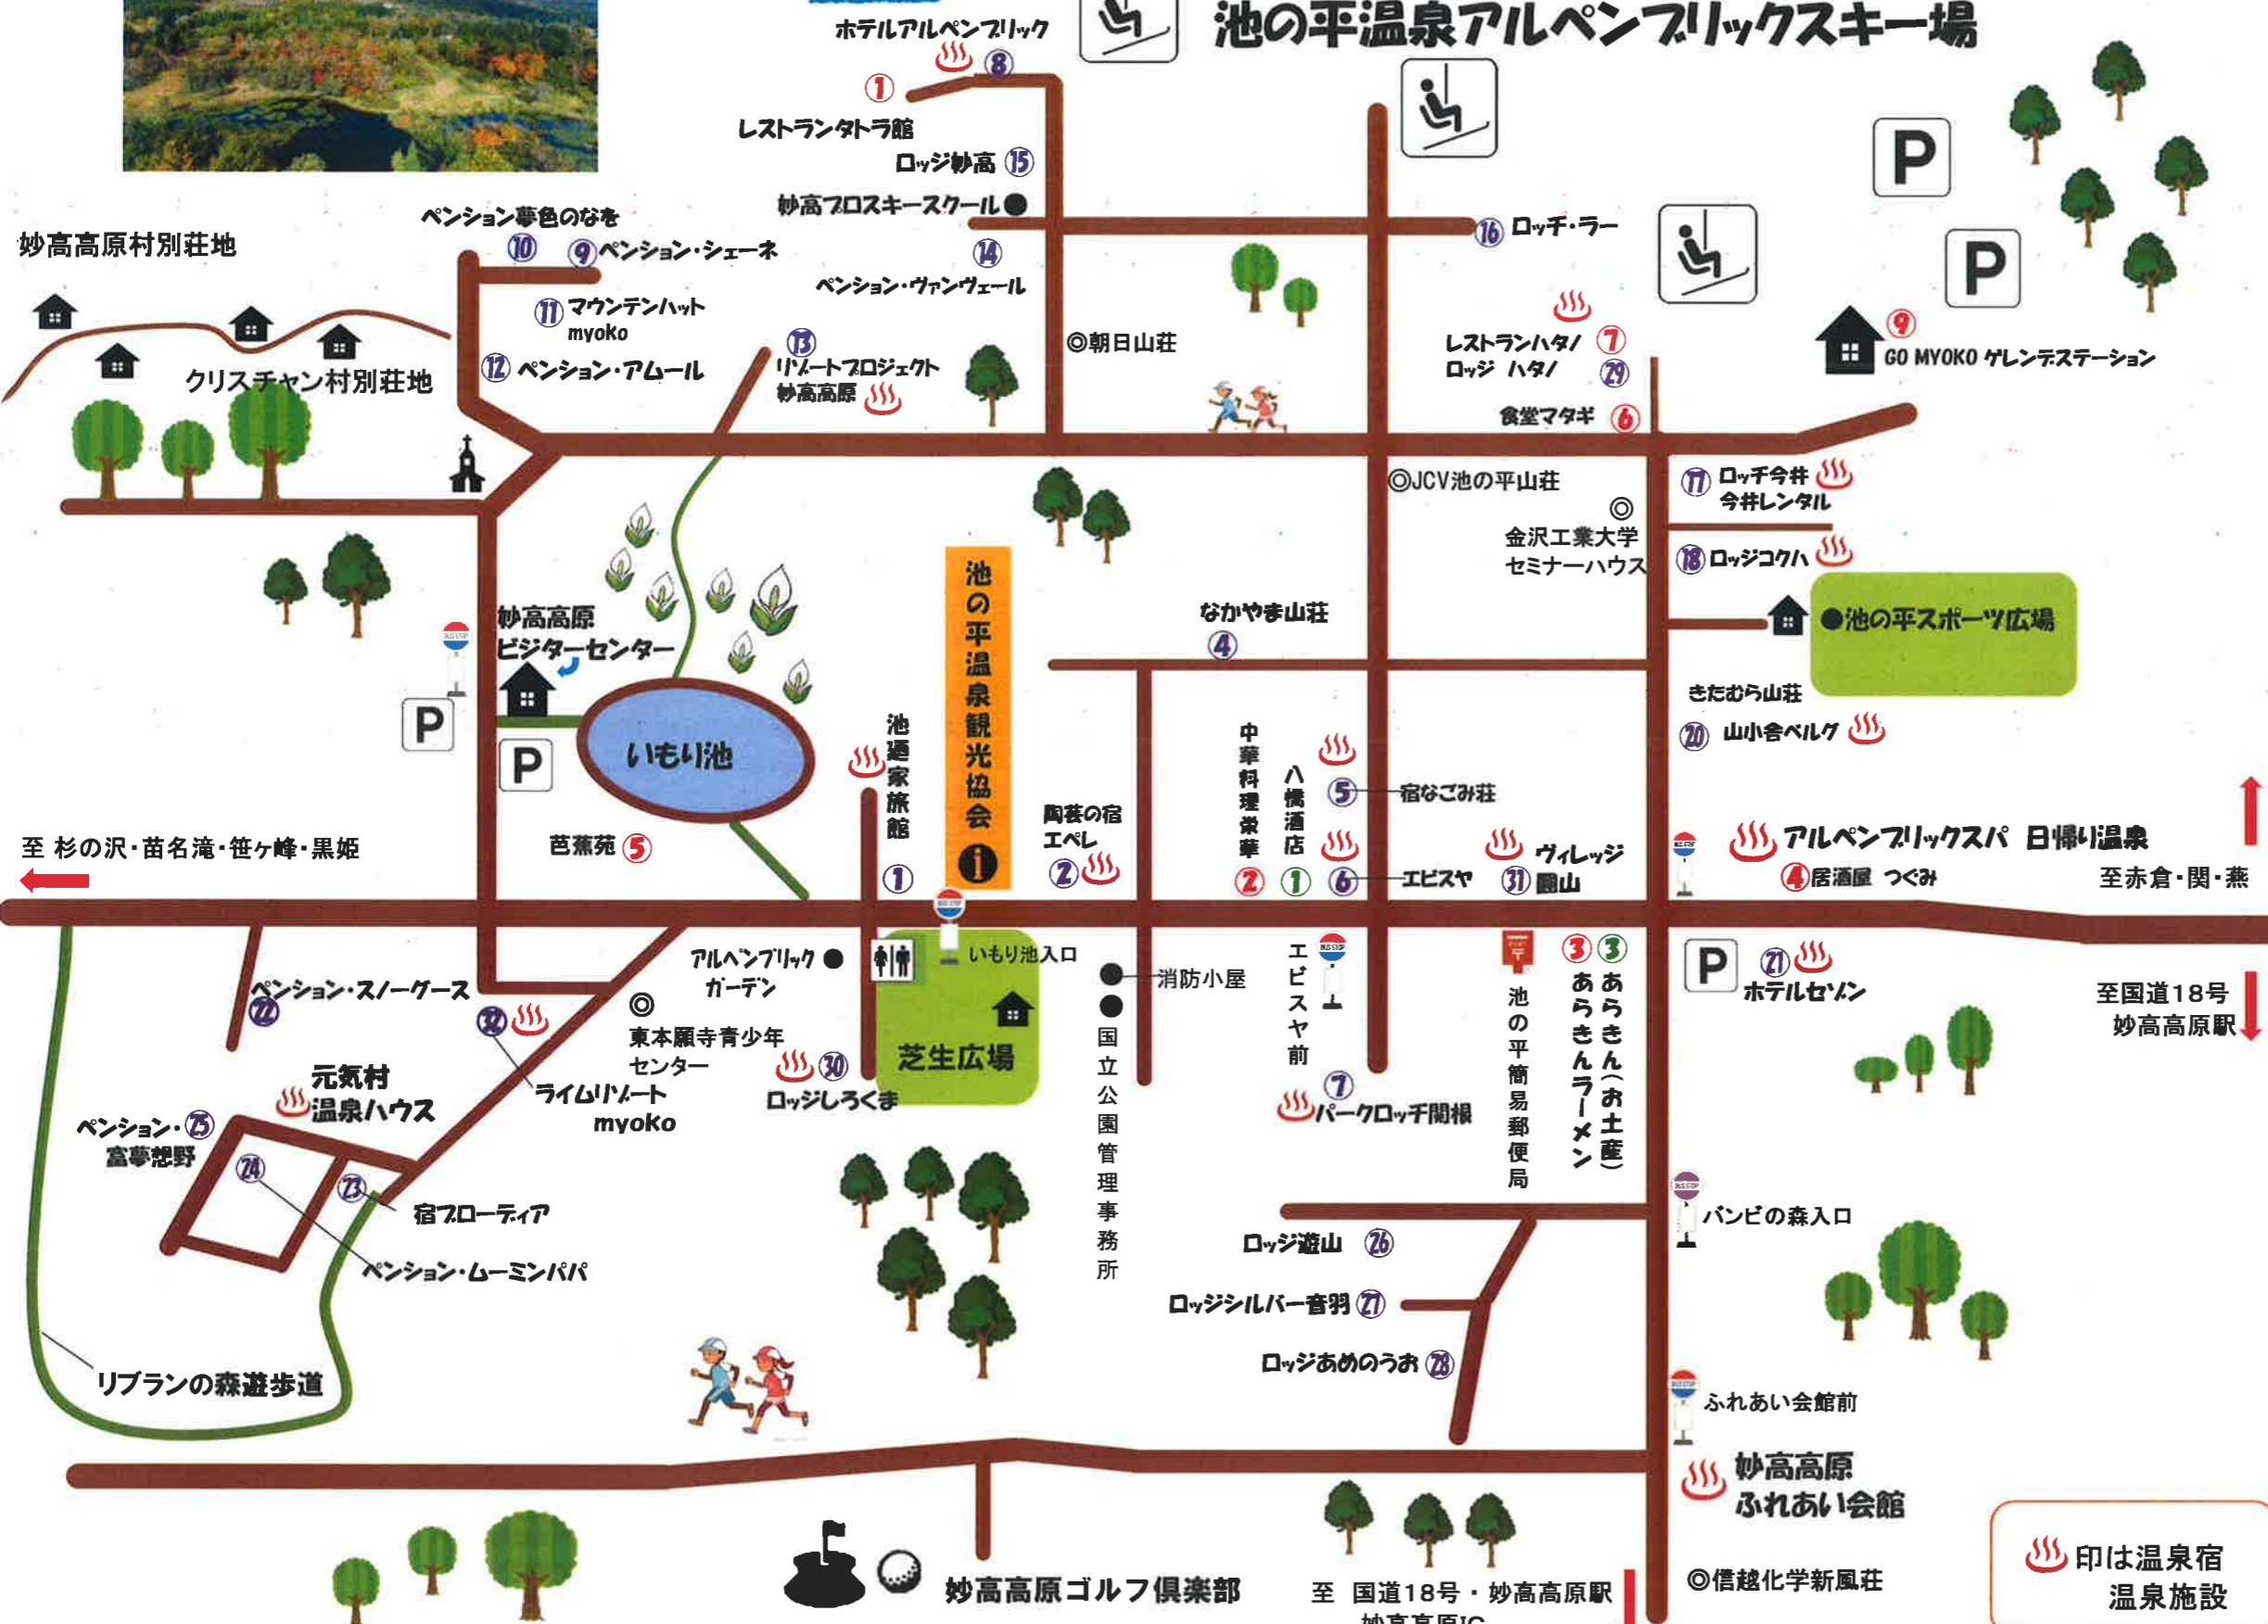 池の平温泉アルペンブリックスキー場
ホテルアルペンブリック
⑧
①
レストランタトラ館
ロッジ妙高 ⑮
妙高プロスキースクール●
⑭
ペンション・ヴァンヴェール
⑯ ロッヂ・ラー
P
P
妙高高原村別荘地
ペンション夢色のなを
⑩
⑨ペンション・シェーネ
⑪ マウンテンハット
myoko
⑫ ペンション・アムール
クリスチャン村別荘地
⑬
リゾートプロジェクト
妙高高原
◎朝日山荘
レストランハタノ ⑦
ロッジ ハタノ ㉙
食堂マタギ ⑥
⑨
GO MYOKO ゲレンデステーション
◎JCV池の平山荘
◎
金沢工業大学
セミナーハウス
⑰ ロッヂ今井
今井レンタル
⑱ロッジコクハ
●池の平スポーツ広場
きたむら山荘
⑳ 山小舎ベルグ
妙高高原
ビジターセンター
BUS STOP
P
P
いもり池
芭蕉苑 ⑤
池廼家旅館
①
池の平温泉観光協会
i
なかやま山荘
④
陶芸の宿
エペレ
②
中華料理栄華
②
八橋酒店
①
⑤ 宿なごみ荘
⑥ エビスヤ
ヴィレッジ
㉛ 圓山
BUS STOP
アルペンブリックスパ 日帰り温泉
④居酒屋 つぐみ
至赤倉・関・燕
至 杉の沢・苗名滝・笹ヶ峰・黒姫
ペンション・スノーグース
㉒
㉜
ライムリゾート
myoko
◎
東本願寺青少年
センター
アルペンブリック ●
ガーデン
㉚
ロッジしろくま
BUS STOP
いもり池入口
芝生広場
●消防小屋
●
国立公園管理事務所
エビスヤ前
BUS STOP
⑦
パークロッヂ関根
〒
池の平簡易郵便局
③
あらきんラーメン
③
あらきん(お土産)
P
㉑
ホテルセゾン
至国道18号
妙高高原駅
元気村
温泉ハウス
ペンション・㉕
富夢想野
㉔
㉓
宿ブローディア
ペンション・ムーミンパパ
リブランの森遊歩道
ロッジ遊山 ㉖
ロッジシルバー音羽 ㉗
ロッジあめのうお ㉘
BUS STOP
バンビの森入口
BUS STOP
ふれあい会館前
妙高高原
ふれあい会館
◎信越化学新風荘
妙高高原ゴルフ倶楽部
至 国道18号・妙高高原駅
妙高高原IC
印は温泉宿
温泉施設